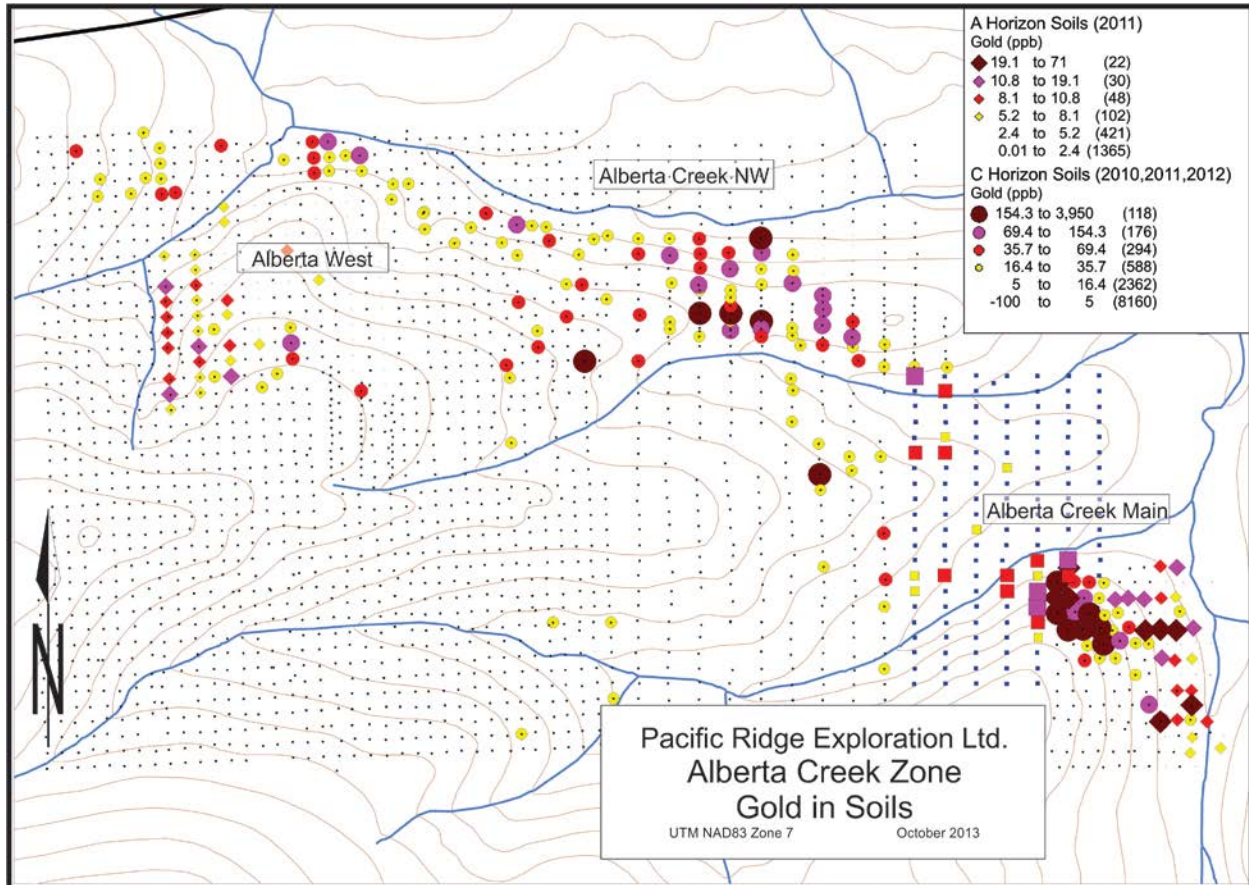 A Horizon Soils (2011)
Gold (ppb)
19.1 to 71 (22)
10.8 to 19.1 (30)
8.1 to 10.8 (48)
5.2 to 8.1 (102)
2.4 to 5.2 (421)
0.01 to 2.4 (1365)
C Horizon Soils (2010,2011,2012)
Gold (ppb)
154.3 to 3,950 (118)
69.4 to 154.3 (176)
35.7 to 69.4 (294)
16.4 to 35.7 (588)
5 to 16.4 (2362)
-100 to 5 (8160)
Alberta Creek NW
Alberta West
Alberta Creek Main
N
Pacific Ridge Exploration Ltd.
Alberta Creek Zone
Gold in Soils
UTM NAD83 Zone 7 October 2013